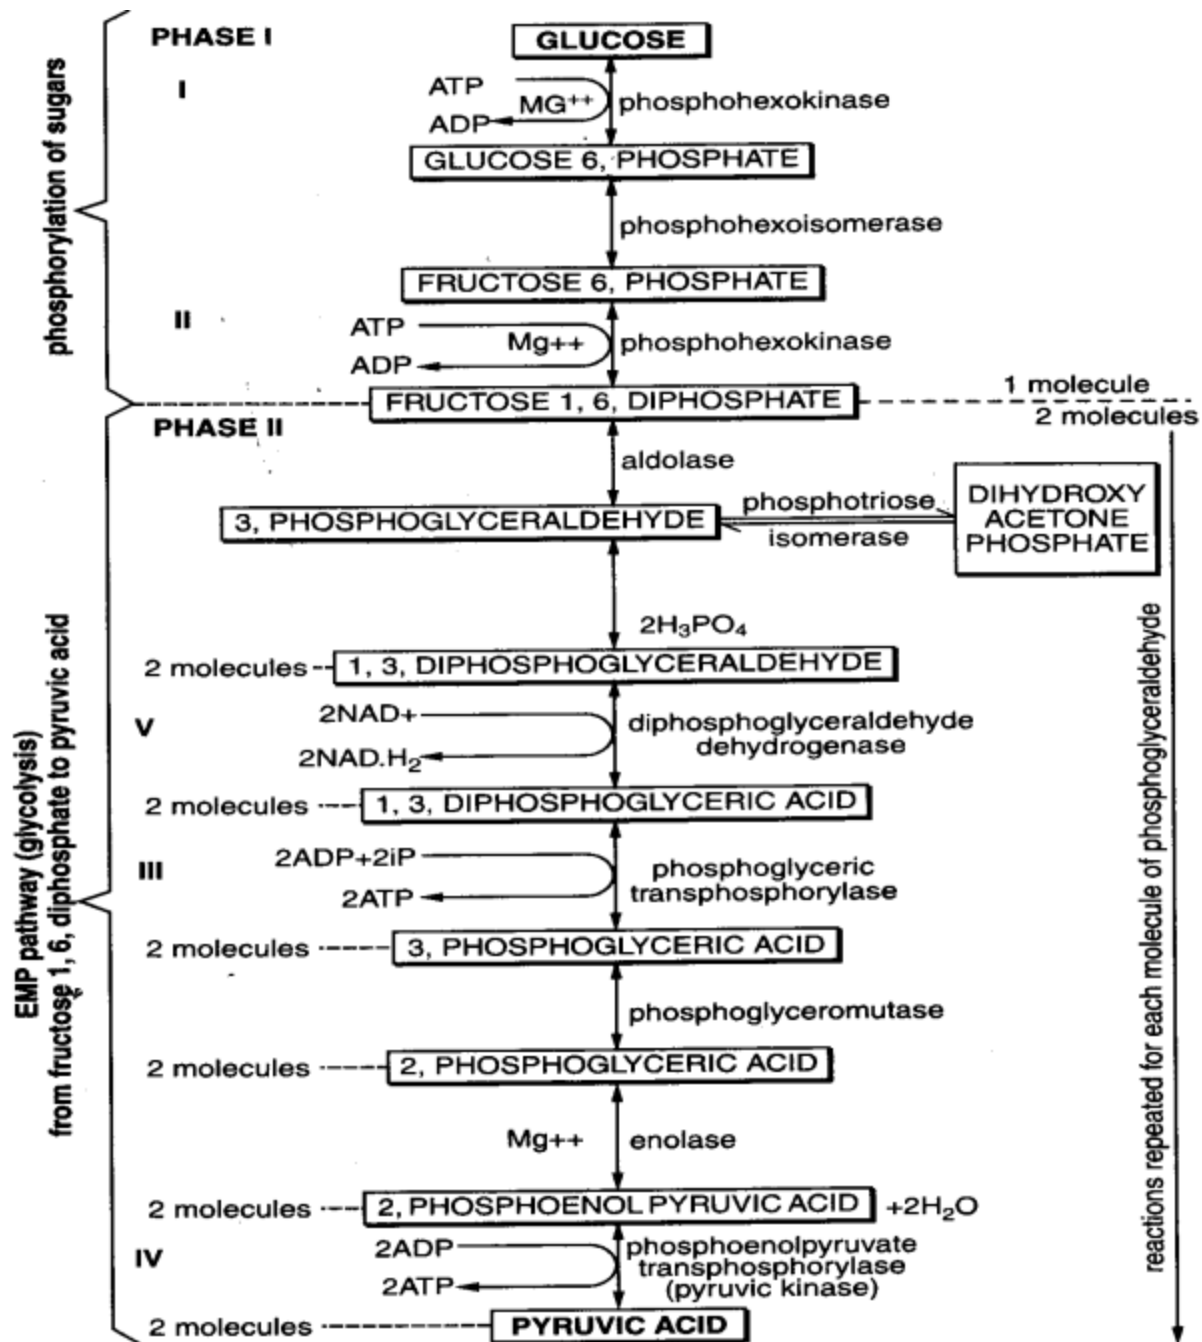 PHASE I
GLUCOSE
I
ATP
MG++
phosphohexokinase
ADP
GLUCOSE 6, PHOSPHATE
phosphorylation of sugars
phosphohexoisomerase
FRUCTOSE 6, PHOSPHATE
II
ATP
Mg++
phosphohexokinase
ADP
FRUCTOSE 1, 6, DIPHOSPHATE
1 molecule
2 molecules
PHASE II
aldolase
3, PHOSPHOGLYCERALDEHYDE
phosphotriose
isomerase
DIHYDROXY
ACETONE
PHOSPHATE
2H₃PO₄
2 molecules
1, 3, DIPHOSPHOGLYCERALDEHYDE
V
2NAD+
2NAD.H₂
diphosphoglyceraldehyde
dehydrogenase
2 molecules
1, 3, DIPHOSPHOGLYCERIC ACID
III
2ADP+2iP
2ATP
phosphoglyceric
transphosphorylase
2 molecules
3, PHOSPHOGLYCERIC ACID
phosphoglyceromutase
2 molecules
2, PHOSPHOGLYCERIC ACID
Mg++
enolase
2 molecules
2, PHOSPHOENOL PYRUVIC ACID
+2H₂O
IV
2ADP
2ATP
phosphoenolpyruvate
transphosphorylase
(pyruvic kinase)
2 molecules
PYRUVIC ACID
EMP pathway (glycolysis)
from fructose 1, 6, diphosphate to pyruvic acid
reactions repeated for each molecule of phosphoglyceraldehyde